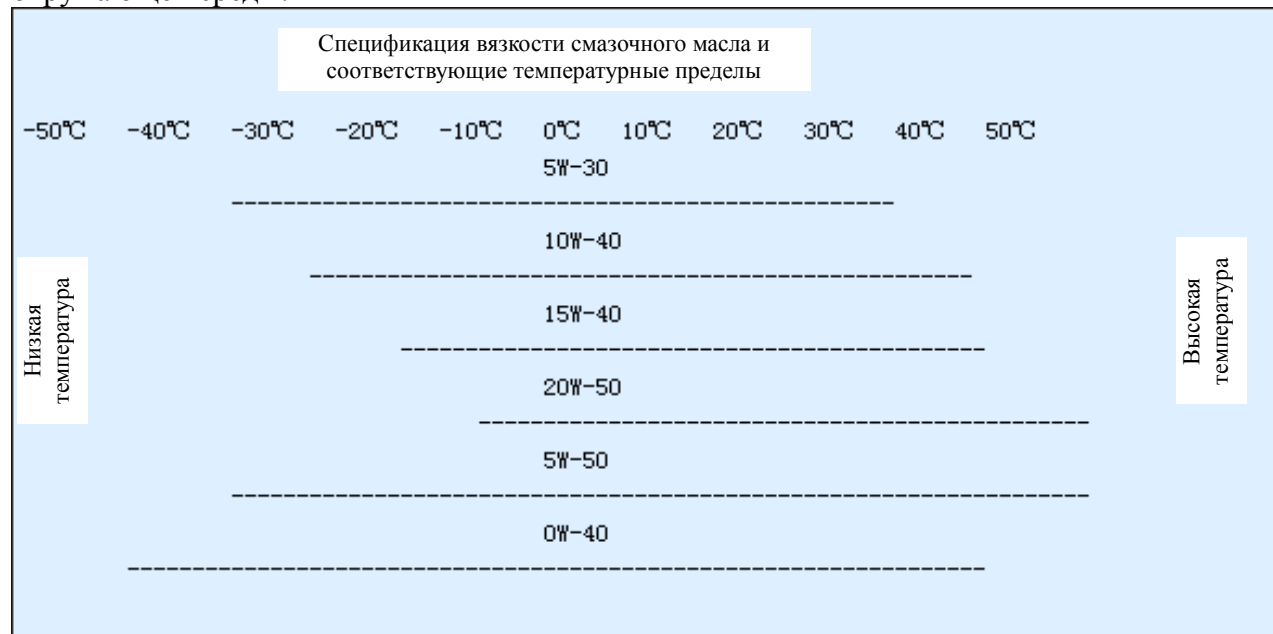 Спецификация вязкости смазочного масла и
соответствующие температурные пределы
-50℃ -40℃ -30℃ -20℃ -10℃ 0℃ 10℃ 20℃ 30℃ 40℃ 50℃
5W-30
10W-40
15W-40
20W-50
5W-50
0W-40
Низкая
температура
Высокая
температура